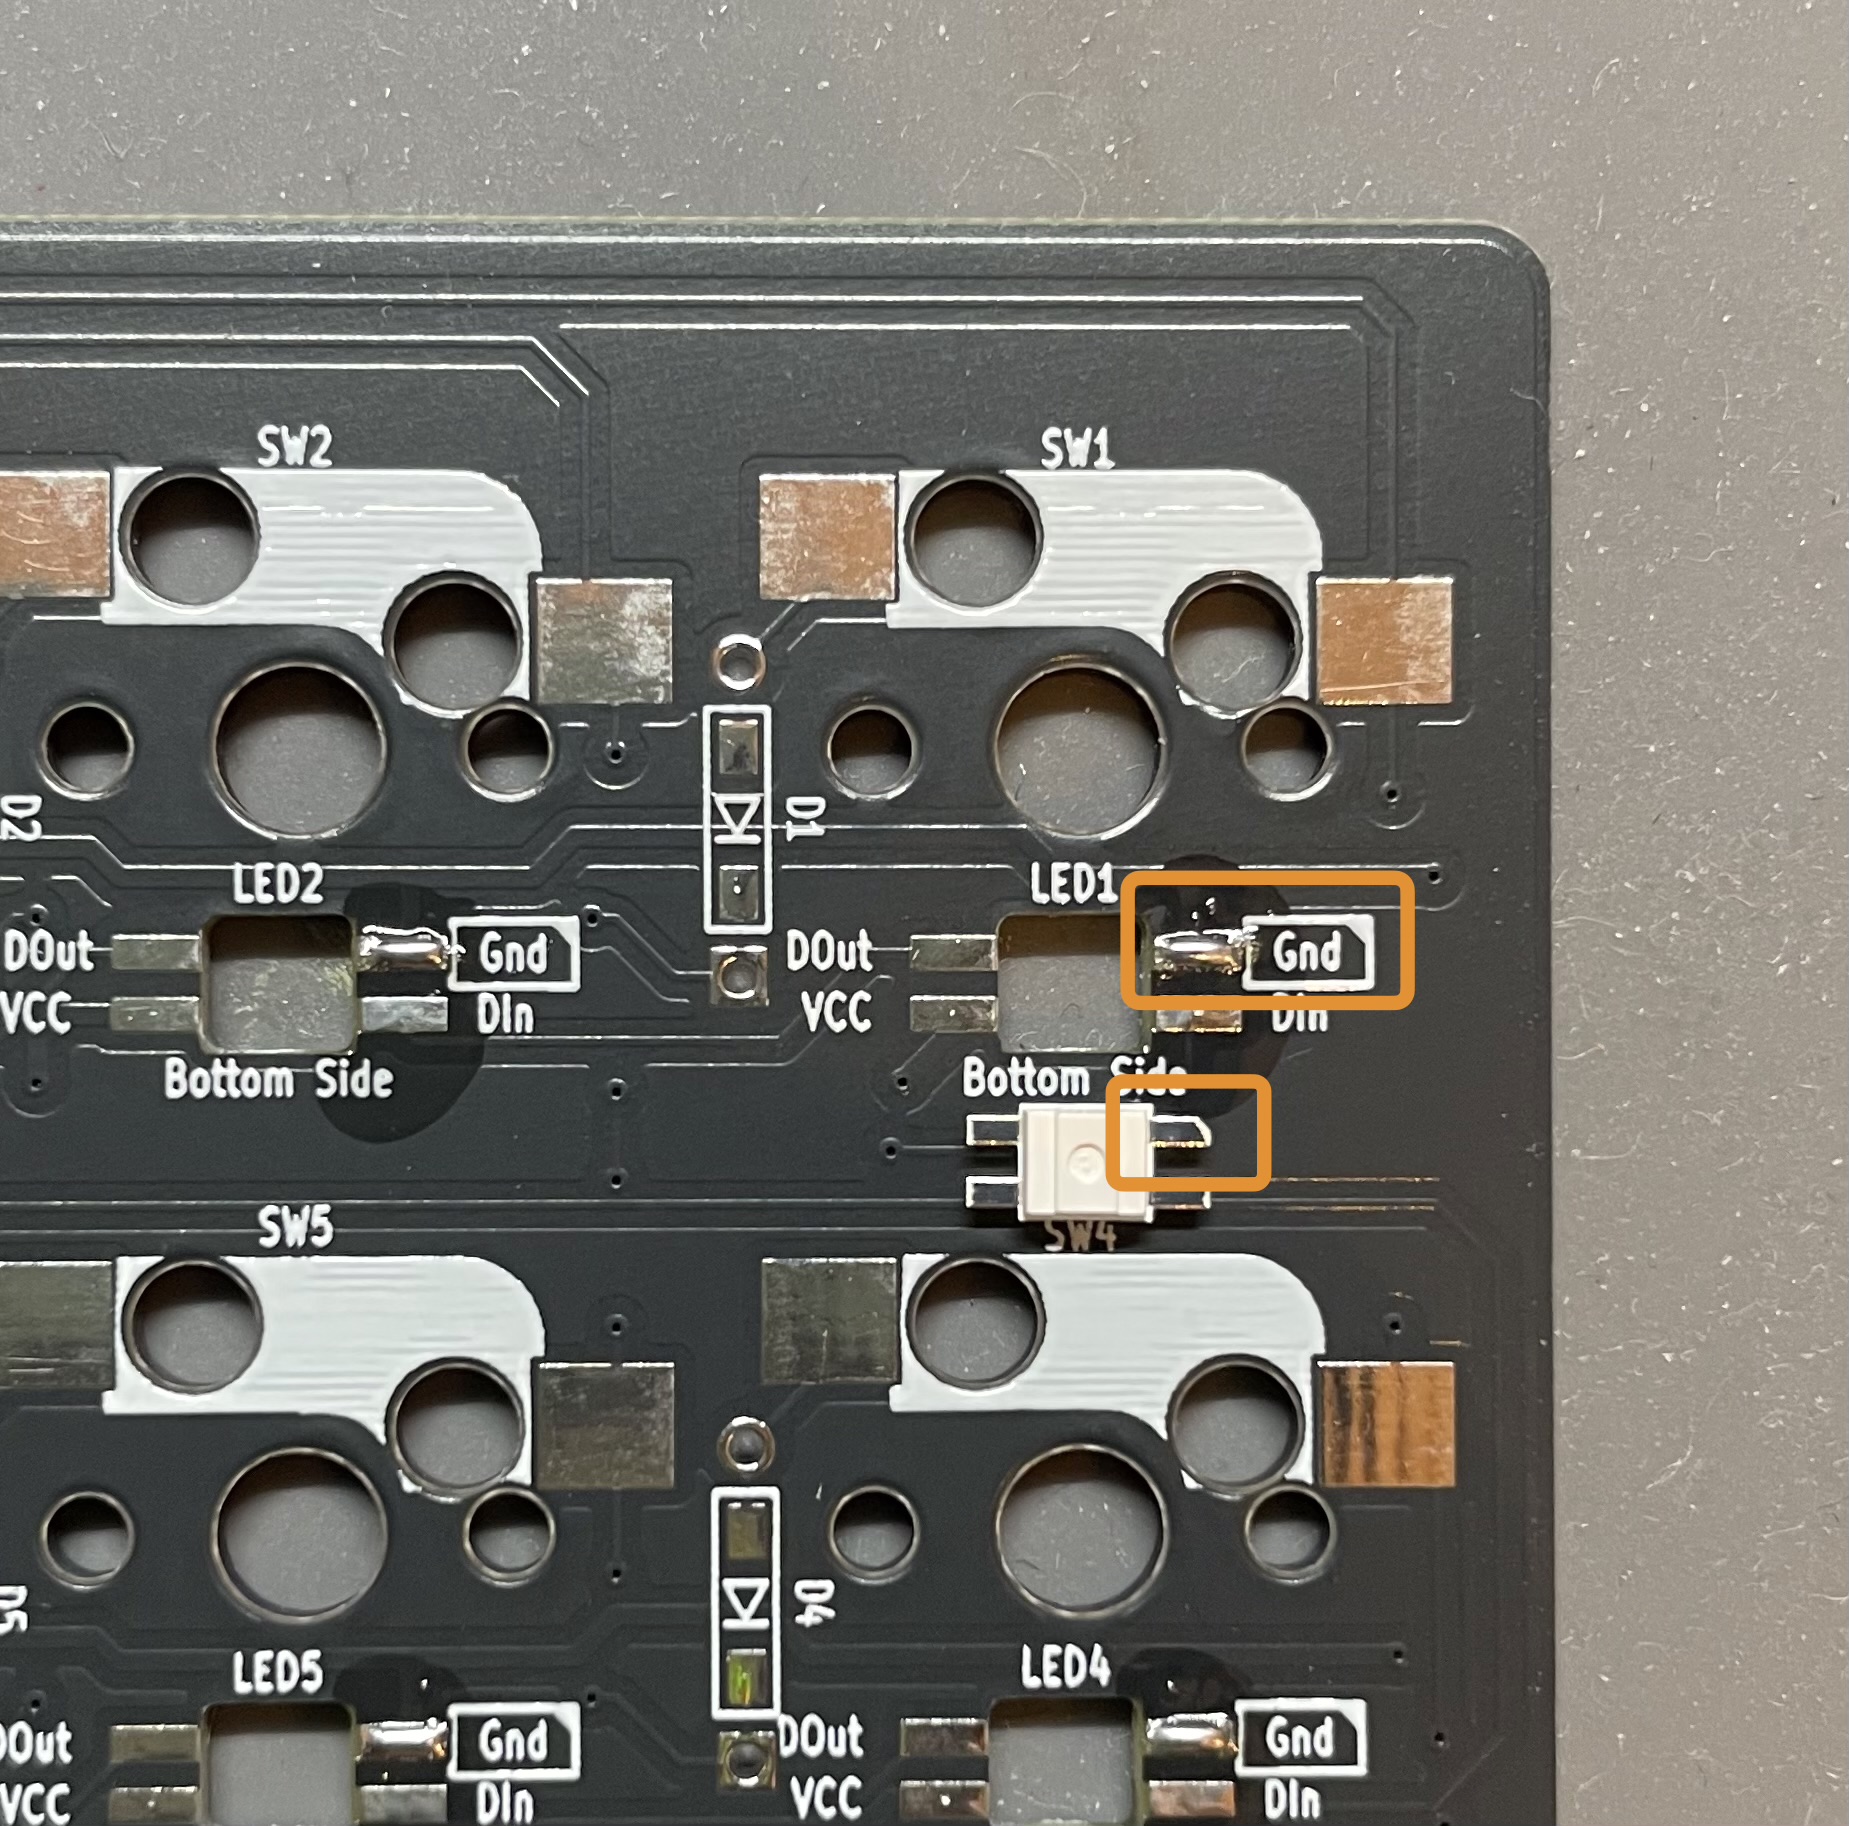 SW2
SW1
D2
D1
LED2
LED1
DOut
Gnd
DOut
Gnd
VCC
DIn
VCC
DIn
Bottom Side
Bottom Side
SW5
SW4
D5
D4
LED5
LED4
DOut
Gnd
DOut
Gnd
VCC
DIn
VCC
DIn